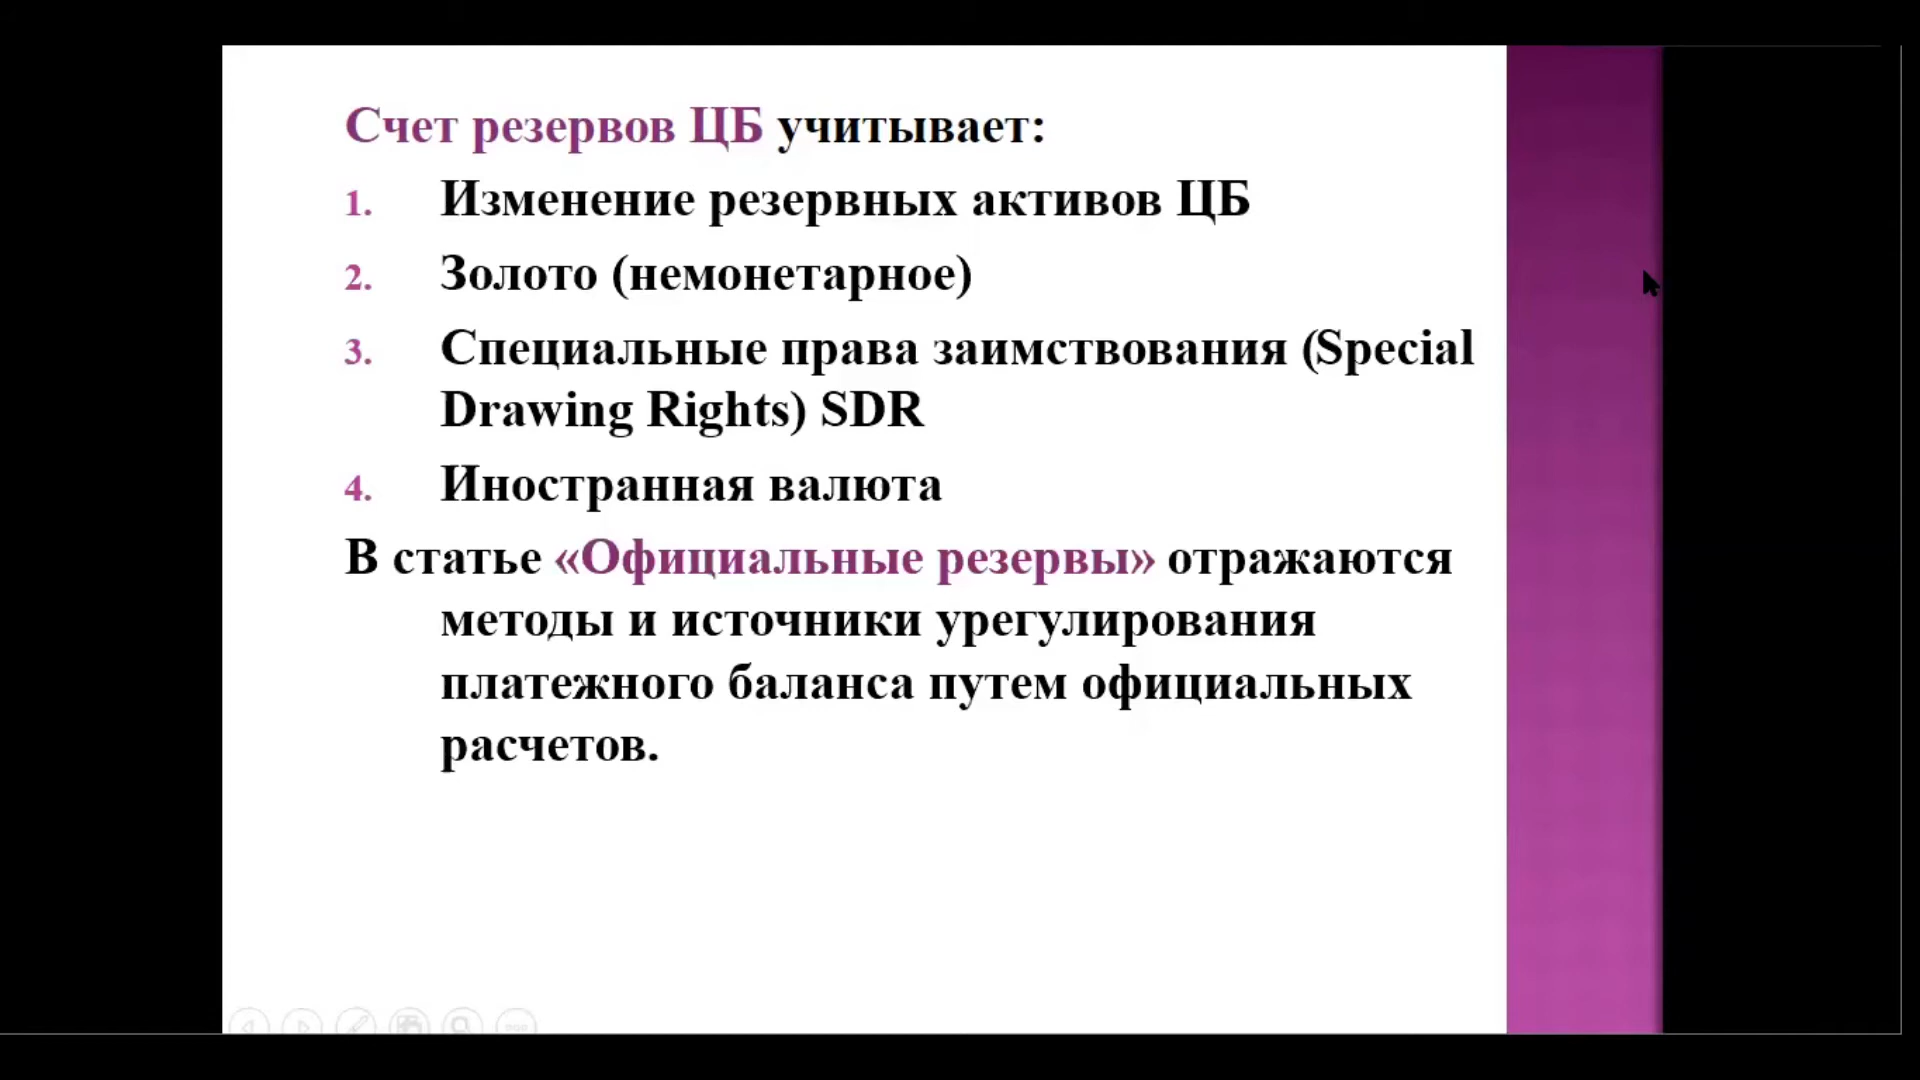 Счет резервов ЦБ учитывает:
1. Изменение резервных активов ЦБ
2. Золото (немонетарное)
3. Специальные права заимствования (Special
Drawing Rights) SDR
4. Иностранная валюта
В статье «Официальные резервы» отражаются
методы и источники урегулирования
платежного баланса путем официальных
расчетов.